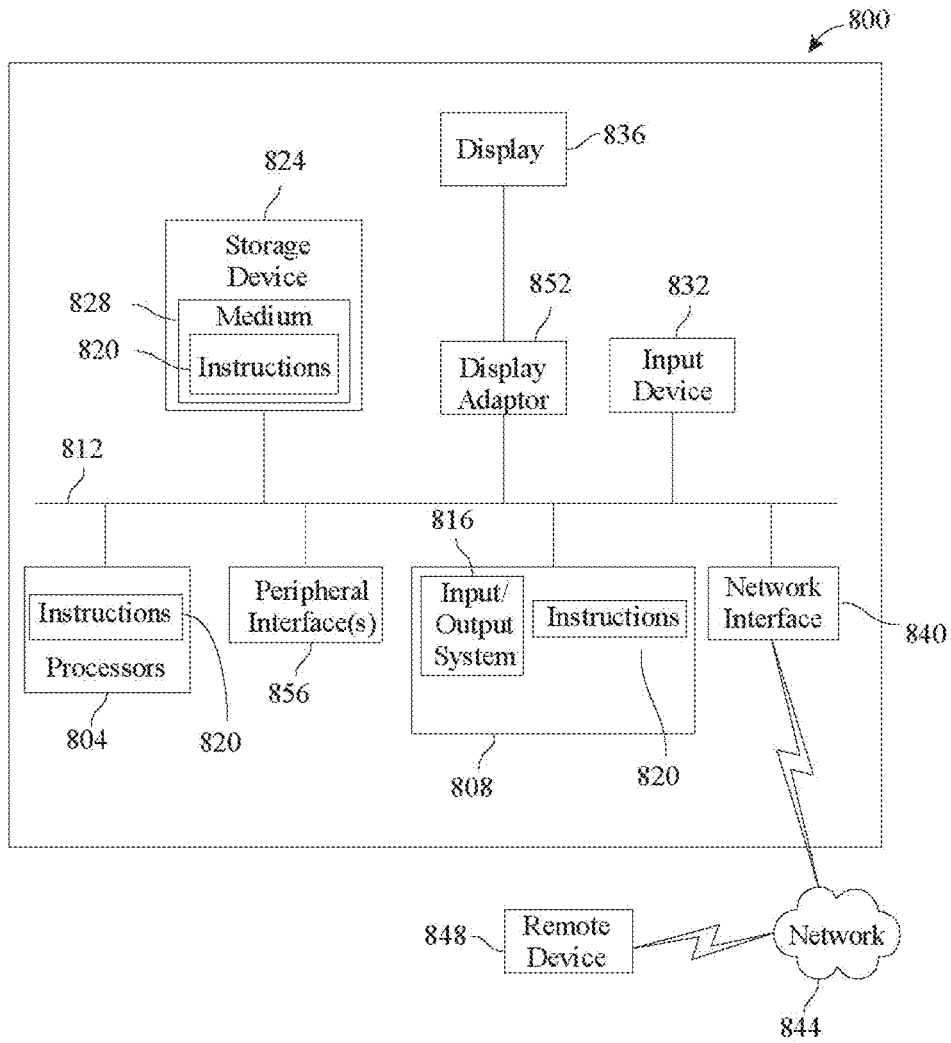 800
Display
836
824
Storage
Device
828
Medium
820
Instructions
852
Display
Adaptor
832
Input
Device
812
816
Instructions
Processors
804
820
Peripheral
Interface(s)
856
Input/
Output
System
Instructions
820
808
Network
Interface
840
848
Remote
Device
Network
844